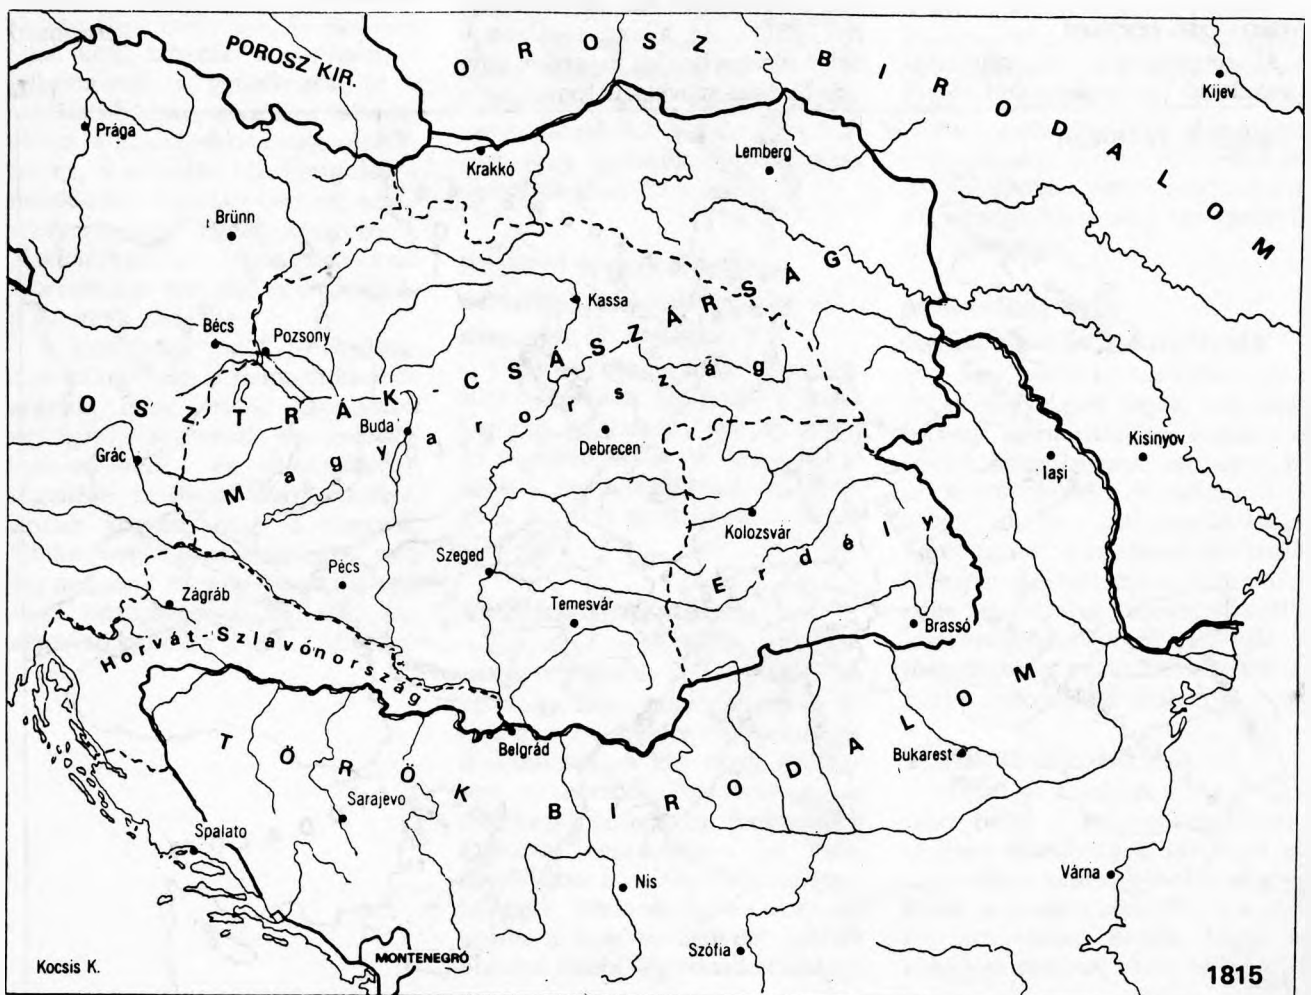 POROSZ KIR.
OROSZ BIRODALOM
Kijev
Prága
Krakkó
Lemberg
Brünn
Kassa
Bécs
Pozsony
OSZTRÁK CSÁSZÁRSÁG
Magyarország
Buda
Debrecen
Grác
Kisinyov
Iași
Kolozsvár
Erdély
Szeged
Pécs
Zágráb
Temesvár
Brassó
Horvát-Szlavónország
TÖRÖK BIRODALOM
Belgrád
Bukarest
Sarajevo
Spalato
Nis
Várna
Szófia
MONTENEGRÓ
Kocsis K.
1815